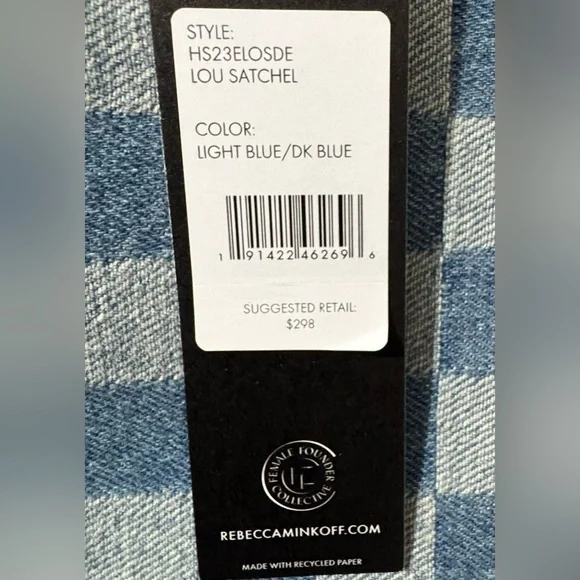 STYLE:
HS23ELOSDE
LOU SATCHEL
COLOR:
LIGHT BLUE/DK BLUE
1 91422 46269 6
SUGGESTED RETAIL:
$298
FEMALE FOUNDER
COLLECTIVE
REBECCAMINKOFF.COM
MADE WITH RECYCLED PAPER